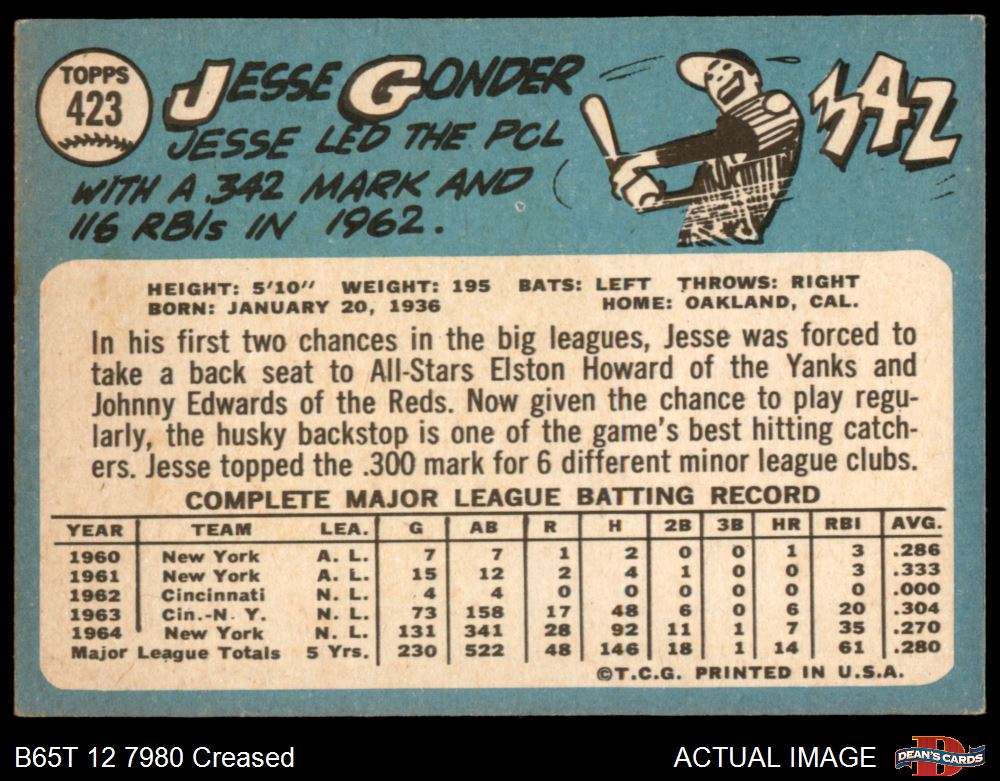 TOPPS
423
JESSE GONDER
JESSE LED THE PCL
WITH A .342 MARK AND
116 RBIs IN 1962.
342
HEIGHT: 5'10" WEIGHT: 195 BATS: LEFT THROWS: RIGHT
BORN: JANUARY 20, 1936 HOME: OAKLAND, CAL.
In his first two chances in the big leagues, Jesse was forced to
take a back seat to All-Stars Elston Howard of the Yanks and
Johnny Edwards of the Reds. Now given the chance to play regu-
larly, the husky backstop is one of the game's best hitting catch-
ers. Jesse topped the .300 mark for 6 different minor league clubs.
COMPLETE MAJOR LEAGUE BATTING RECORD
YEAR TEAM LEA. G AB R H 2B 3B HR RBI AVG.
1960 New York A. L. 7 7 1 2 0 0 1 3 .286
1961 New York A. L. 15 12 2 4 1 0 0 3 .333
1962 Cincinnati N. L. 4 4 0 0 0 0 0 0 .000
1963 Cin.-N. Y. N. L. 73 158 17 48 6 0 6 20 .304
1964 New York N. L. 131 341 28 92 11 1 7 35 .270
Major League Totals 5 Yrs. 230 522 48 146 18 1 14 61 .280
©T.C.G. PRINTED IN U.S.A.
B65T 12 7980 Creased
ACTUAL IMAGE
DEAN'S CARDS